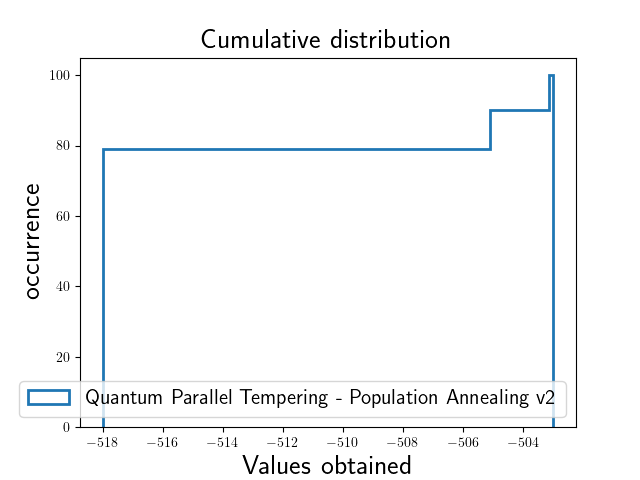 Cumulative distribution
100
80
60
40
20
0
occurrence
Quantum Parallel Tempering - Population Annealing v2
−518 −516 −514 −512 −510 −508 −506 −504
Values obtained